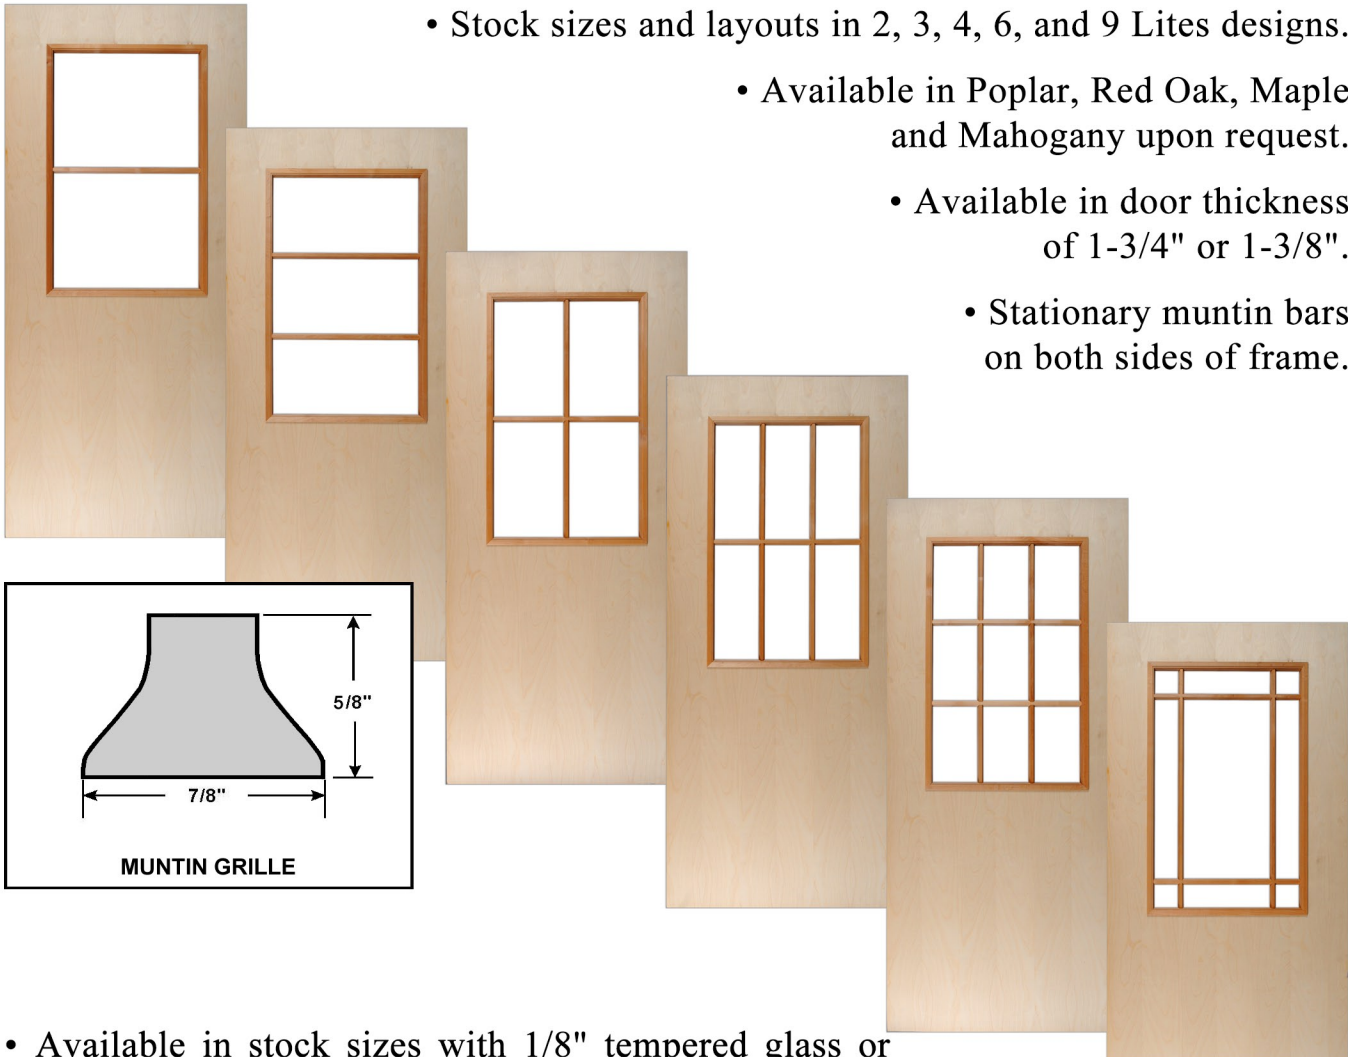 • Stock sizes and layouts in 2, 3, 4, 6, and 9 Lites designs.
• Available in Poplar, Red Oak, Maple
and Mahogany upon request.
• Available in door thickness
of 1-3/4" or 1-3/8".
• Stationary muntin bars
on both sides of frame.
5/8"
7/8"
MUNTIN GRILLE
• Available in stock sizes with 1/8" tempered glass or